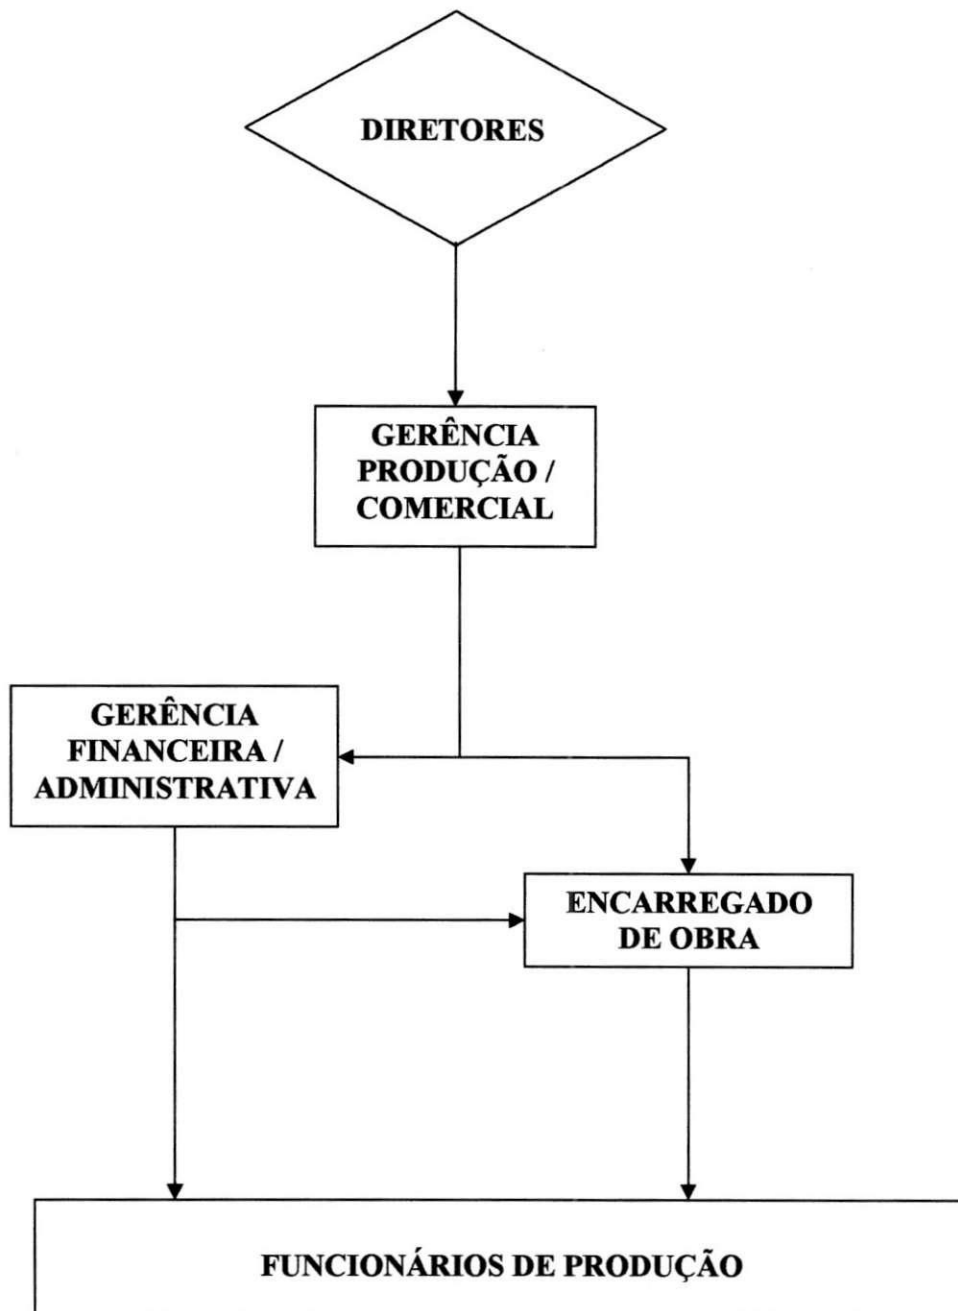 DIRETORES
GERÊNCIA
PRODUÇÃO /
COMERCIAL
GERÊNCIA
FINANCEIRA /
ADMINISTRATIVA
ENCARREGADO
DE OBRA
FUNCIONÁRIOS DE PRODUÇÃO